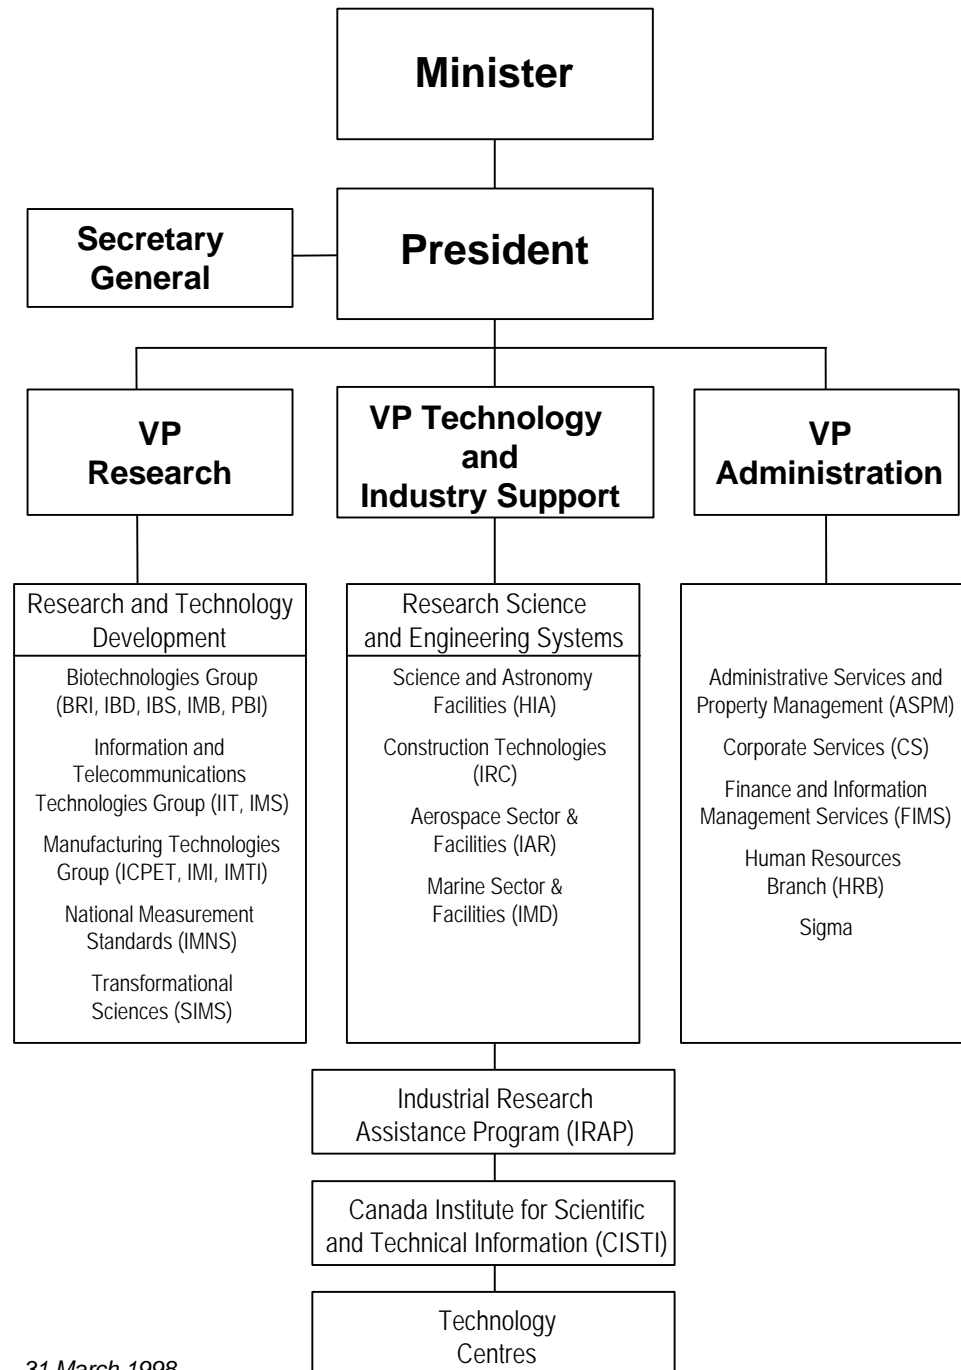 Minister
Secretary
General
President
VP
Research
VP Technology
and
Industry Support
VP
Administration
Research and Technology
Development
Biotechnologies Group
(BRI, IBD, IBS, IMB, PBI)
Information and
Telecommunications
Technologies Group (IIT, IMS)
Manufacturing Technologies
Group (ICPET, IMI, IMTI)
National Measurement
Standards (IMNS)
Transformational
Sciences (SIMS)
Research Science
and Engineering Systems
Science and Astronomy
Facilities (HIA)
Construction Technologies
(IRC)
Aerospace Sector &
Facilities (IAR)
Marine Sector &
Facilities (IMD)
Administrative Services and
Property Management (ASPM)
Corporate Services (CS)
Finance and Information
Management Services (FIMS)
Human Resources
Branch (HRB)
Sigma
Industrial Research
Assistance Program (IRAP)
Canada Institute for Scientific
and Technical Information (CISTI)
Technology
Centres
31 March 1998